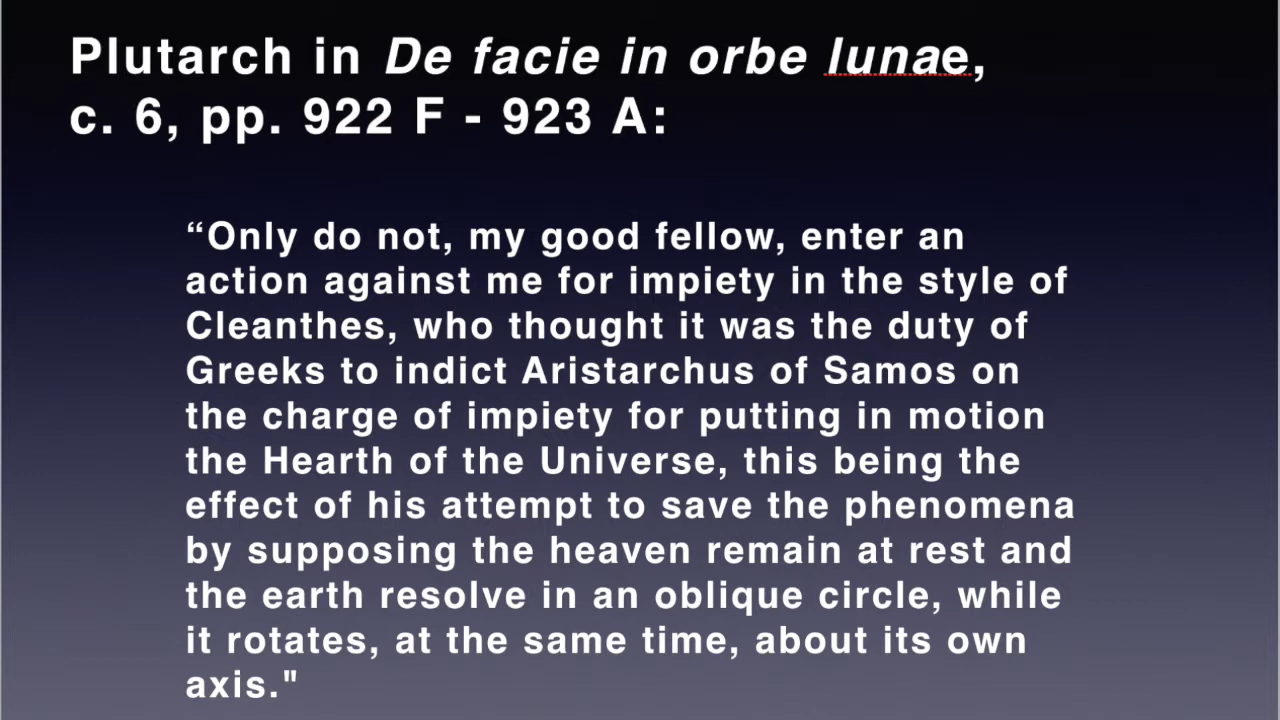 Plutarch in De facie in orbe lunae,
c. 6, pp. 922 F - 923 A:
“Only do not, my good fellow, enter an
action against me for impiety in the style of
Cleanthes, who thought it was the duty of
Greeks to indict Aristarchus of Samos on
the charge of impiety for putting in motion
the Hearth of the Universe, this being the
effect of his attempt to save the phenomena
by supposing the heaven remain at rest and
the earth resolve in an oblique circle, while
it rotates, at the same time, about its own
axis."